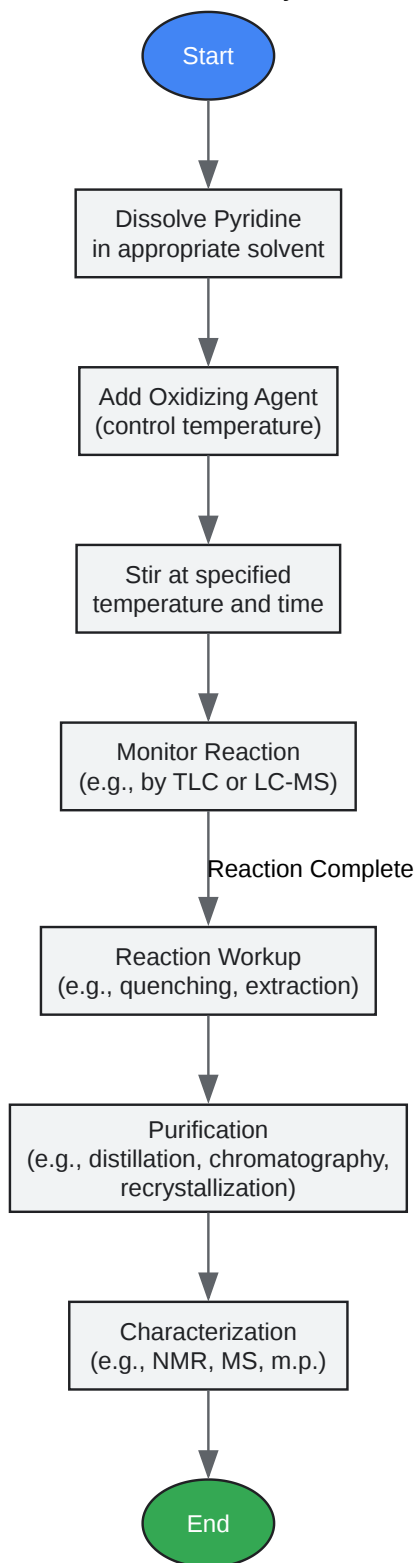 Start
Dissolve Pyridine
in appropriate solvent
Add Oxidizing Agent
(control temperature)
Stir at specified
temperature and time
Monitor Reaction
(e.g., by TLC or LC-MS)
Reaction Complete
Reaction Workup
(e.g., quenching, extraction)
Purification
(e.g., distillation, chromatography,
recrystallization)
Characterization
(e.g., NMR, MS, m.p.)
End